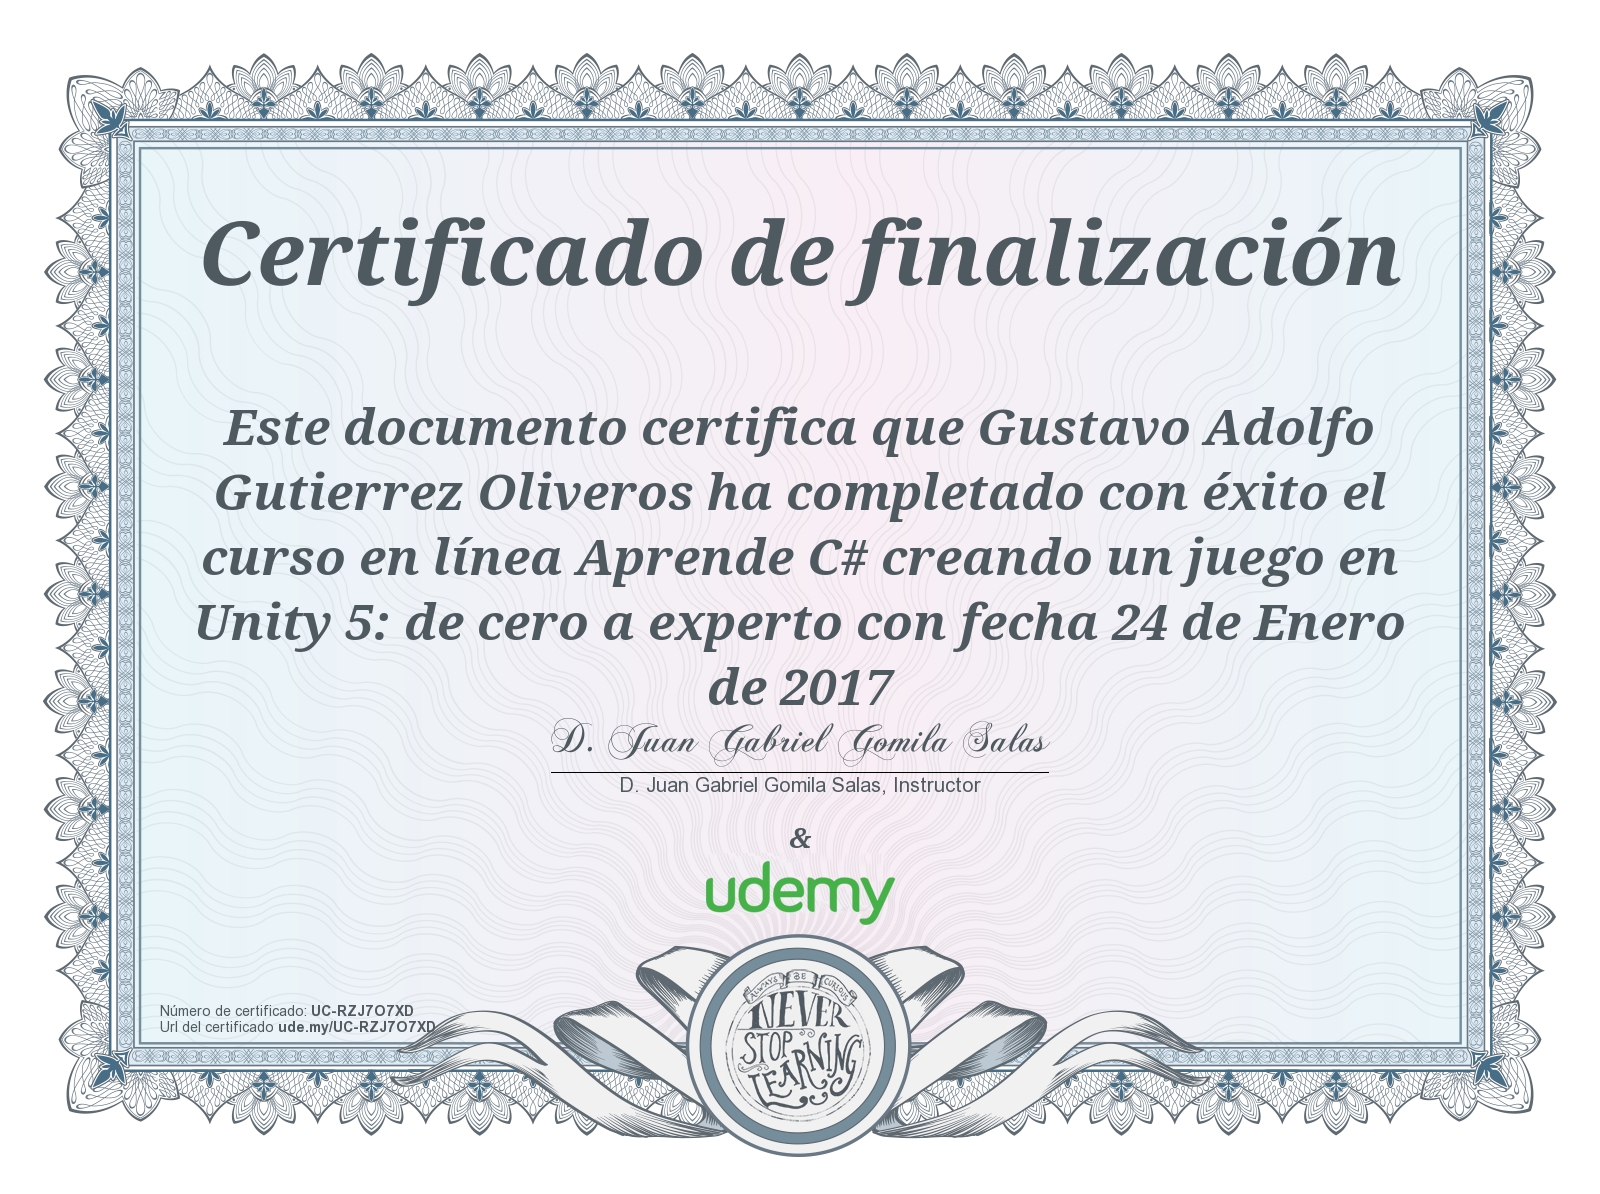 Certificado de finalización
Este documento certifica que Gustavo Adolfo
Gutierrez Oliveros ha completado con éxito el
curso en línea Aprende C# creando un juego en
Unity 5: de cero a experto con fecha 24 de Enero
de 2017
D. Juan Gabriel Gomila Salas
D. Juan Gabriel Gomila Salas, Instructor
&
udemy
Número de certificado: UC-RZJ7O7XD
Url del certificado ude.my/UC-RZJ7O7XD
ALWAYS BE CURIOUS
NEVER
STOP
LEARNING